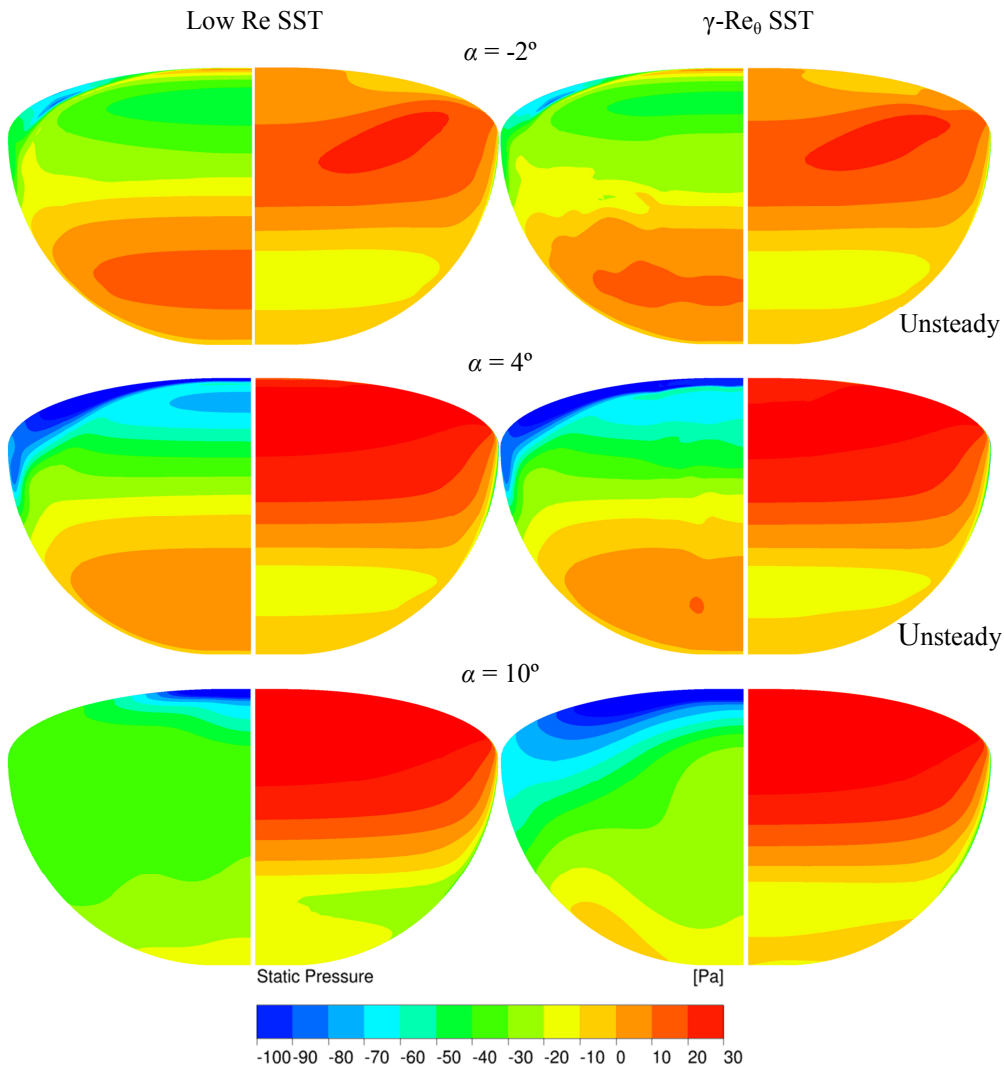 Low Re SST γ-Reθ SST
α = -2º
Unsteady
α = 4º
Unsteady
α = 10º
Static Pressure [Pa]
-100 -90 -80 -70 -60 -50 -40 -30 -20 -10 0 10 20 30